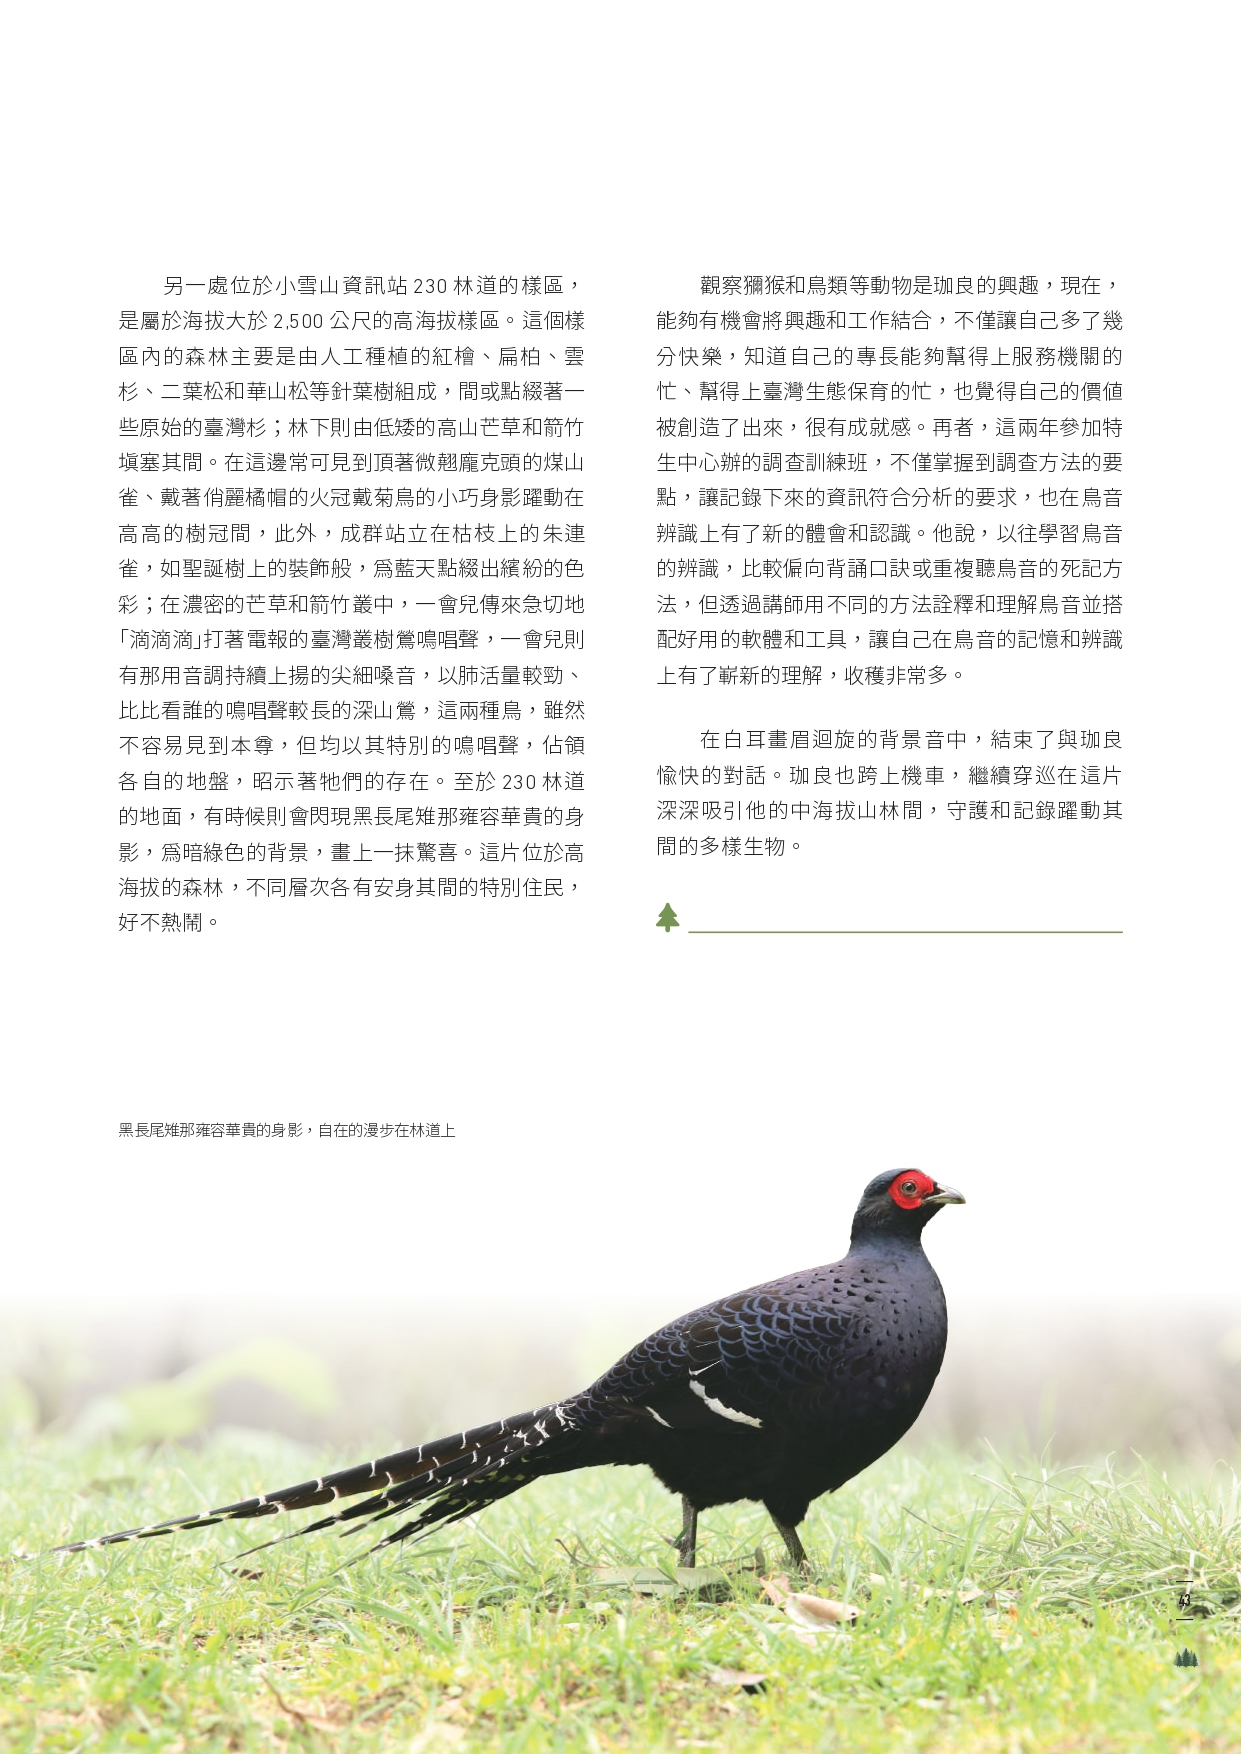 另一處位於小雪山資訊站 230 林道的樣區，
是屬於海拔大於 2,500 公尺的高海拔樣區。這個樣
區內的森林主要是由人工種植的紅檜、扁柏、雲
杉、二葉松和華山松等針葉樹組成，間或點綴著一
些原始的臺灣杉；林下則由低矮的高山芒草和箭竹
填塞其間。在這邊常可見到頂著微翹龐克頭的煤山
雀、戴著俏麗橘帽的火冠戴菊鳥的小巧身影躍動在
高高的樹冠間，此外，成群站立在枯枝上的朱連
雀，如聖誕樹上的裝飾般，為藍天點綴出繽紛的色
彩；在濃密的芒草和箭竹叢中，一會兒傳來急切地
「滴滴滴」打著電報的臺灣叢樹鶯鳴唱聲，一會兒則
有那用音調持續上揚的尖細嗓音，以肺活量較勁、
比比看誰的鳴唱聲較長的深山鶯，這兩種鳥，雖然
不容易見到本尊，但均以其特別的鳴唱聲，佔領
各自的地盤，昭示著牠們的存在。至於 230 林道
的地面，有時候則會閃現黑長尾雉那雍容華貴的身
影，為暗綠色的背景，畫上一抹驚喜。這片位於高
海拔的森林，不同層次各有安身其間的特別住民，
好不熱鬧。
觀察獼猴和鳥類等動物是珈良的興趣，現在，
能夠有機會將興趣和工作結合，不僅讓自己多了幾
分快樂，知道自己的專長能夠幫得上服務機關的
忙、幫得上臺灣生態保育的忙，也覺得自己的價值
被創造了出來，很有成就感。再者，這兩年參加特
生中心辦的調查訓練班，不僅掌握到調查方法的要
點，讓記錄下來的資訊符合分析的要求，也在鳥音
辨識上有了新的體會和認識。他說，以往學習鳥音
的辨識，比較偏向背誦口訣或重複聽鳥音的死記方
法，但透過講師用不同的方法詮釋和理解鳥音並搭
配好用的軟體和工具，讓自己在鳥音的記憶和辨識
上有了嶄新的理解，收穫非常多。
在白耳畫眉迴旋的背景音中，結束了與珈良
愉快的對話。珈良也跨上機車，繼續穿巡在這片
深深吸引他的中海拔山林間，守護和記錄躍動其
間的多樣生物。
黑長尾雉那雍容華貴的身影，自在的漫步在林道上
43